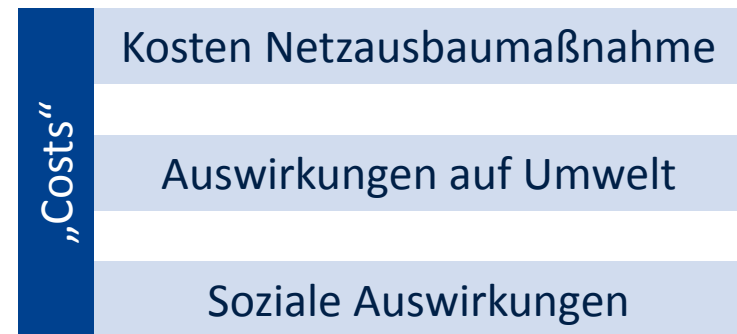 „Costs“
Kosten Netzausbaumaßnahme
Auswirkungen auf Umwelt
Soziale Auswirkungen